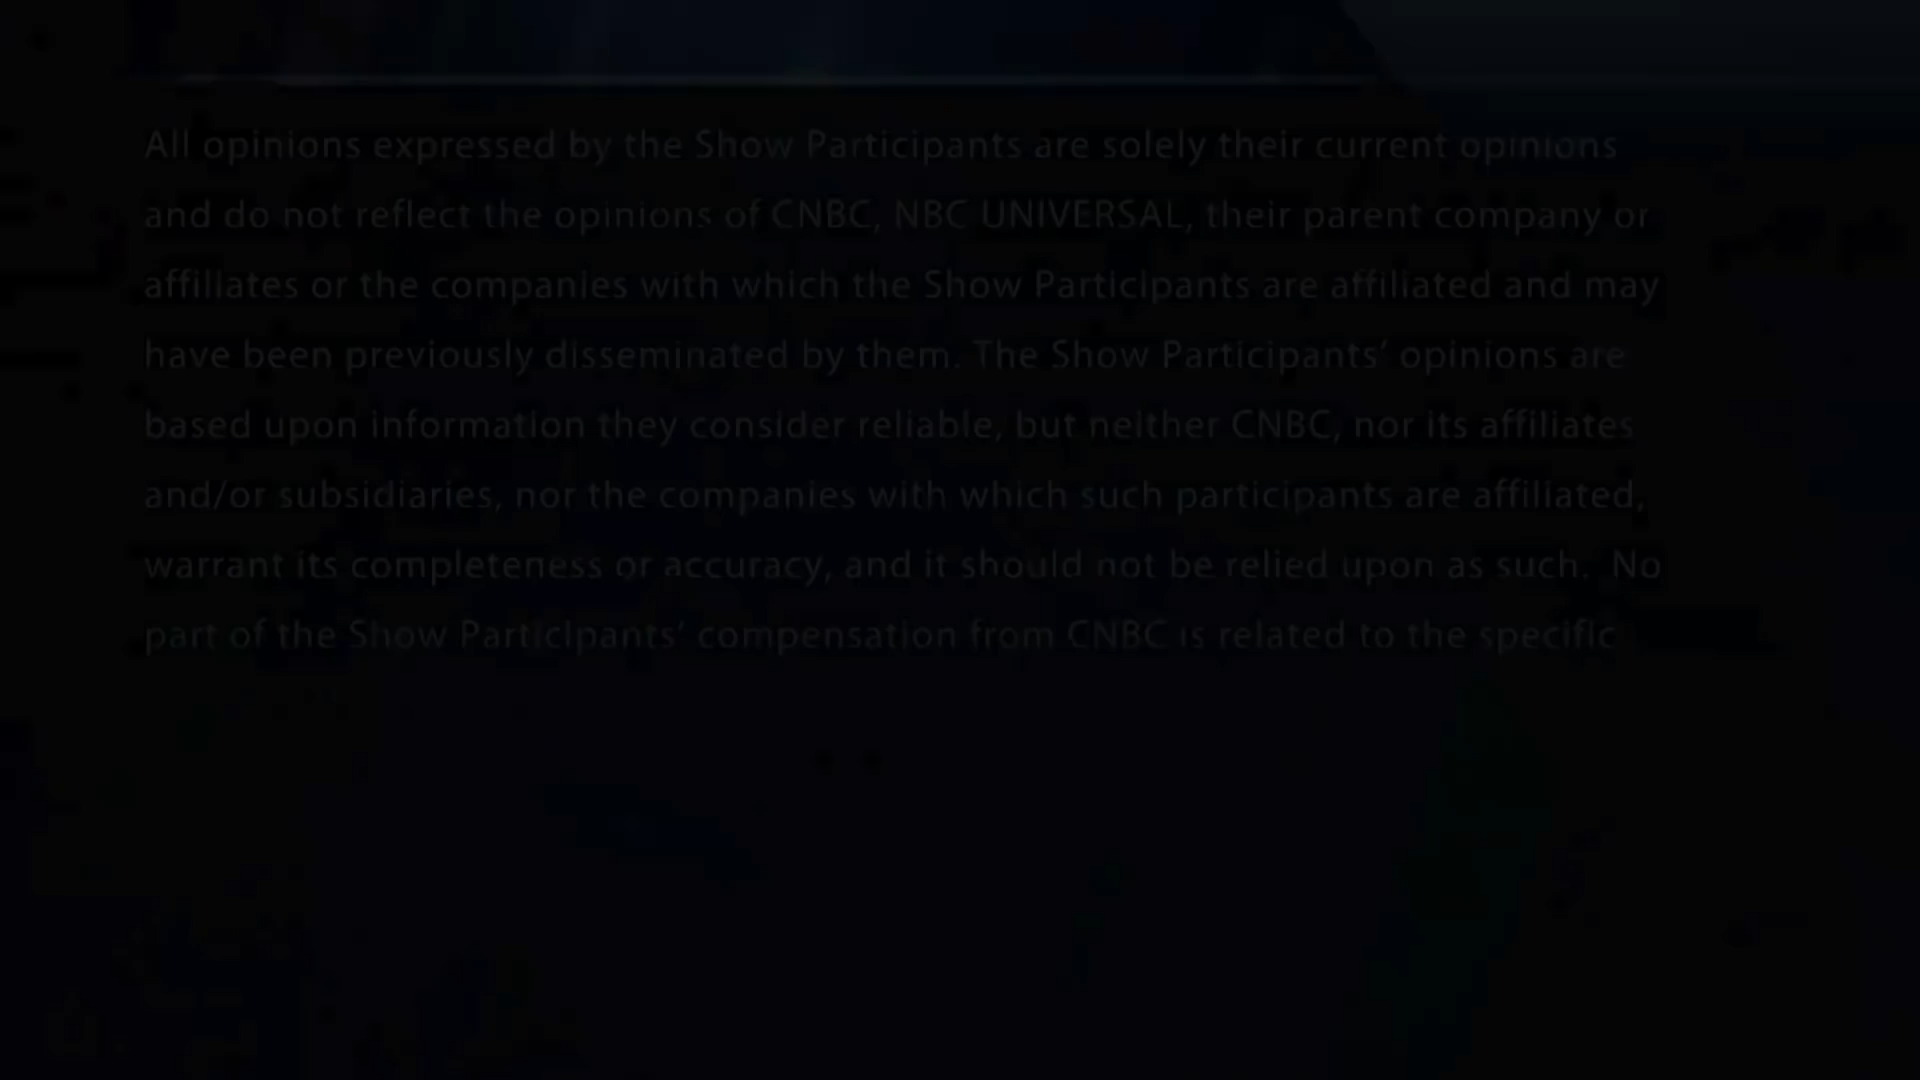 All opinions expressed by the Show Participants are solely their current opinions
and do not reflect the opinions of CNBC, NBC UNIVERSAL, their parent company or
affiliates or the companies with which the Show Participants are affiliated and may
have been previously disseminated by them. The Show Participants’ opinions are
based upon information they consider reliable, but neither CNBC, nor its affiliates
and/or subsidiaries, nor the companies with which such participants are affiliated,
warrant its completeness or accuracy, and it should not be relied upon as such. No
part of the Show Participants’ compensation from CNBC is related to the specific